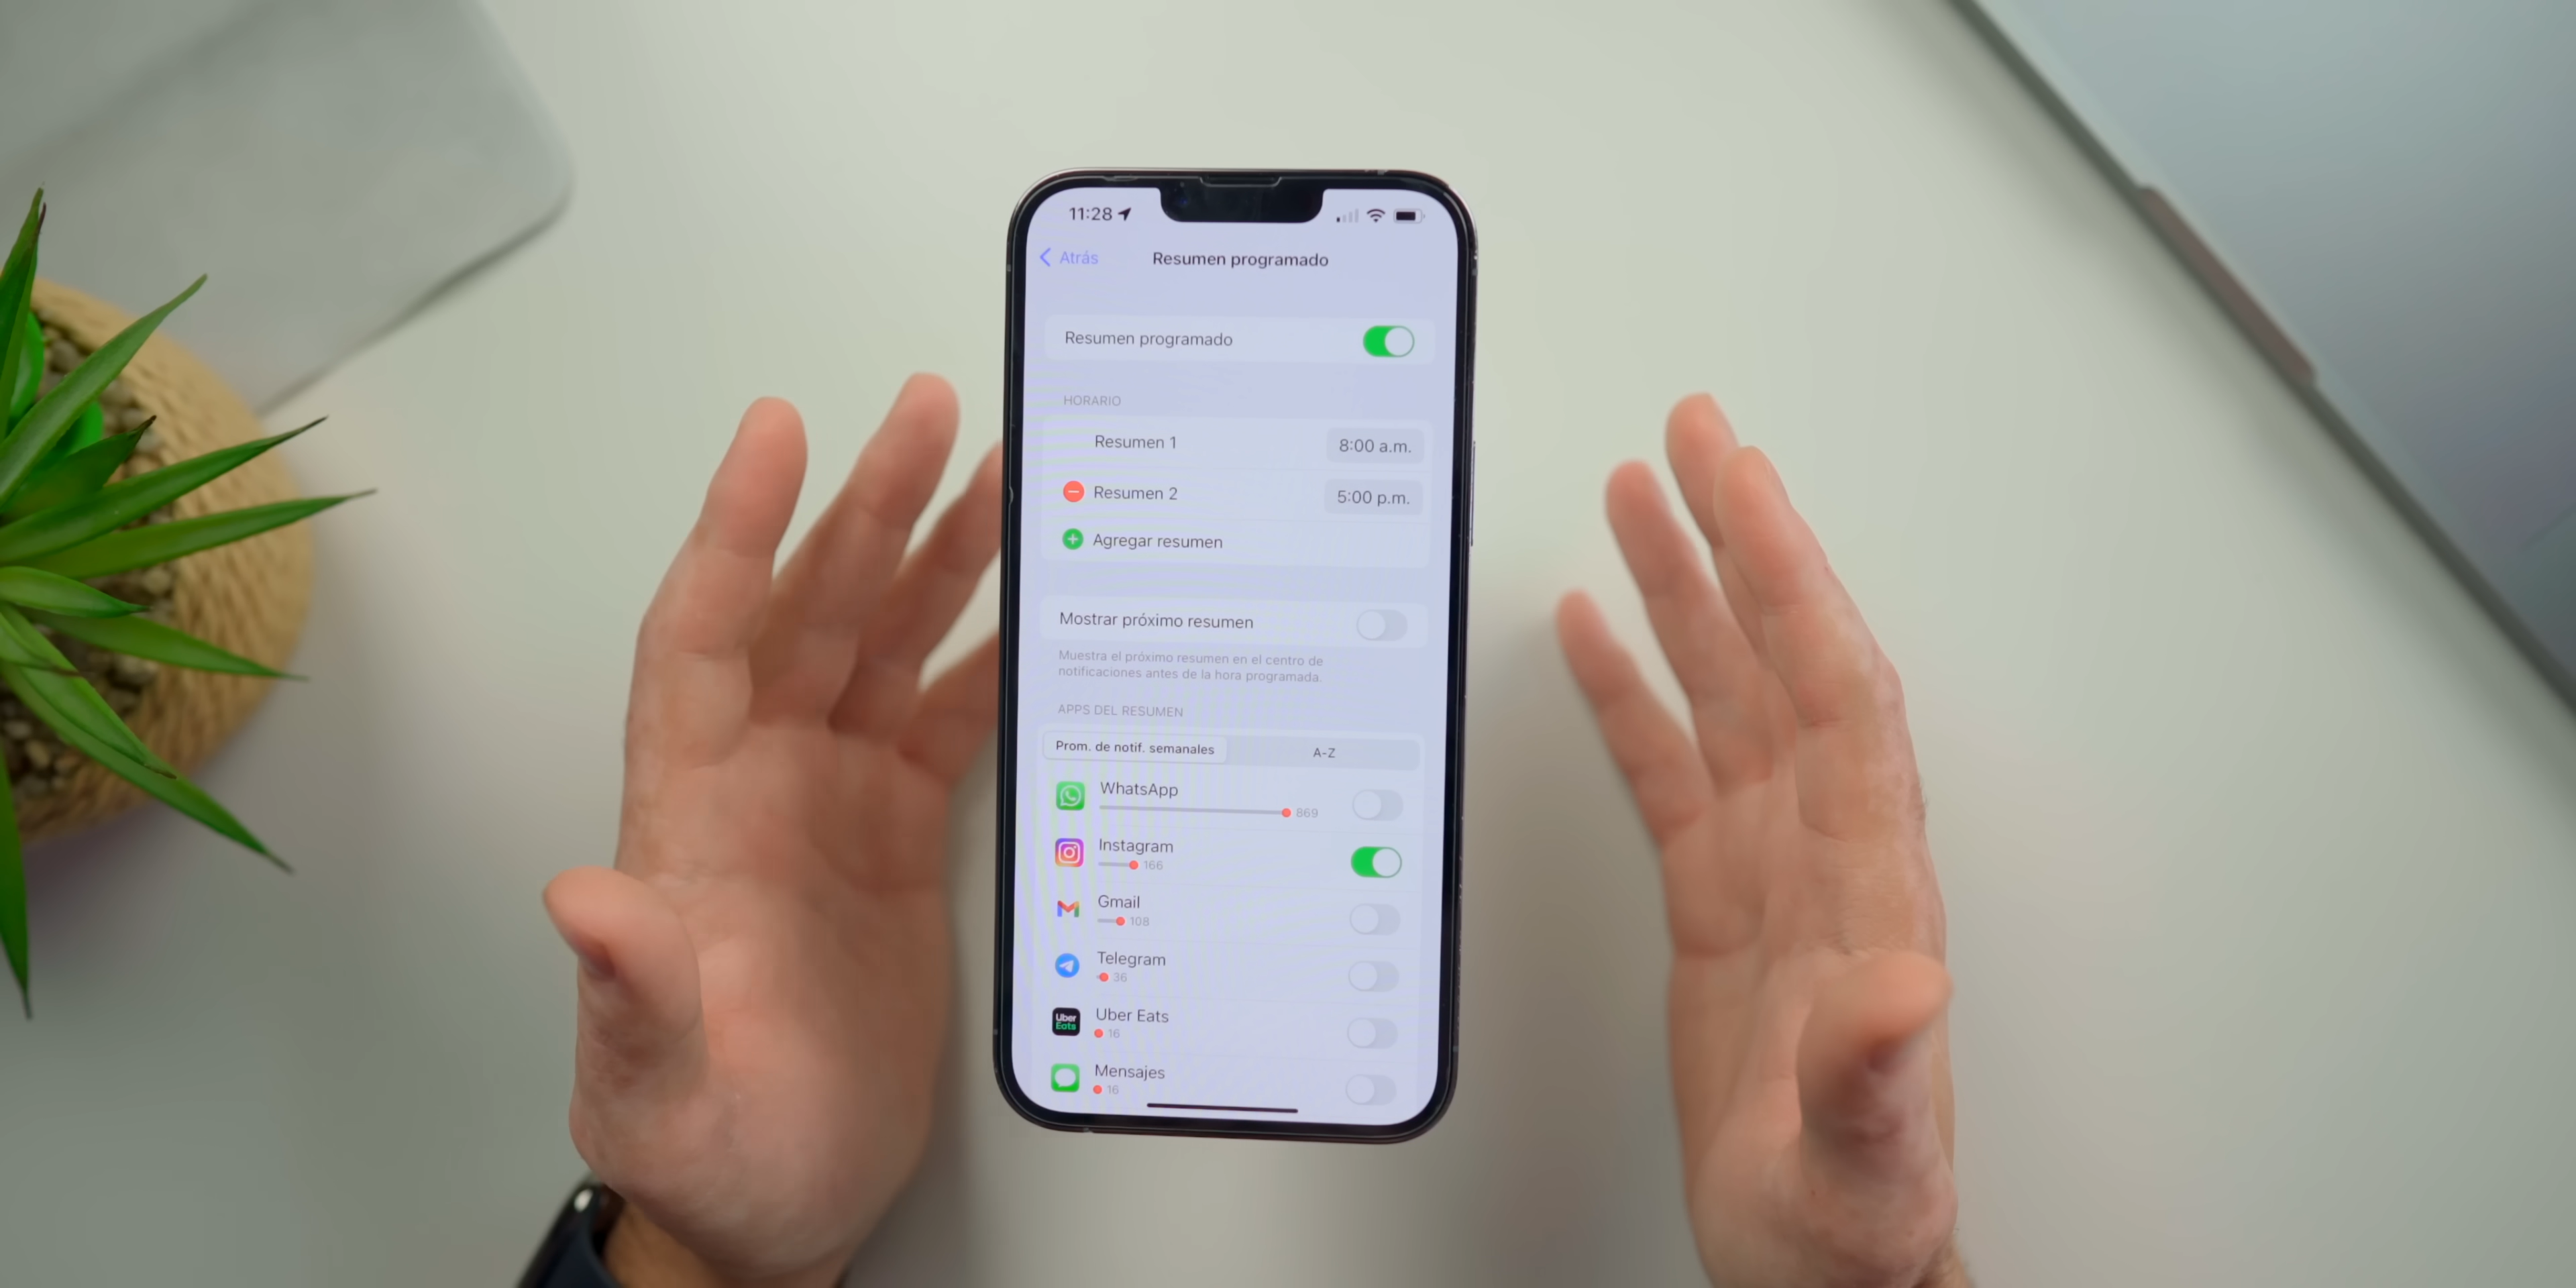 11:28
Atrás
Resumen programado
Resumen programado
HORARIO
Resumen 1
8:00 a.m.
Resumen 2
5:00 p.m.
Agregar resumen
Mostrar próximo resumen
Muestra el próximo resumen en el centro de
notificaciones antes de la hora programada.
APPS DEL RESUMEN
Prom. de notif. semanales
A-Z
WhatsApp
869
Instagram
166
Gmail
108
Telegram
36
Uber
Eats
Uber Eats
16
Mensajes
16